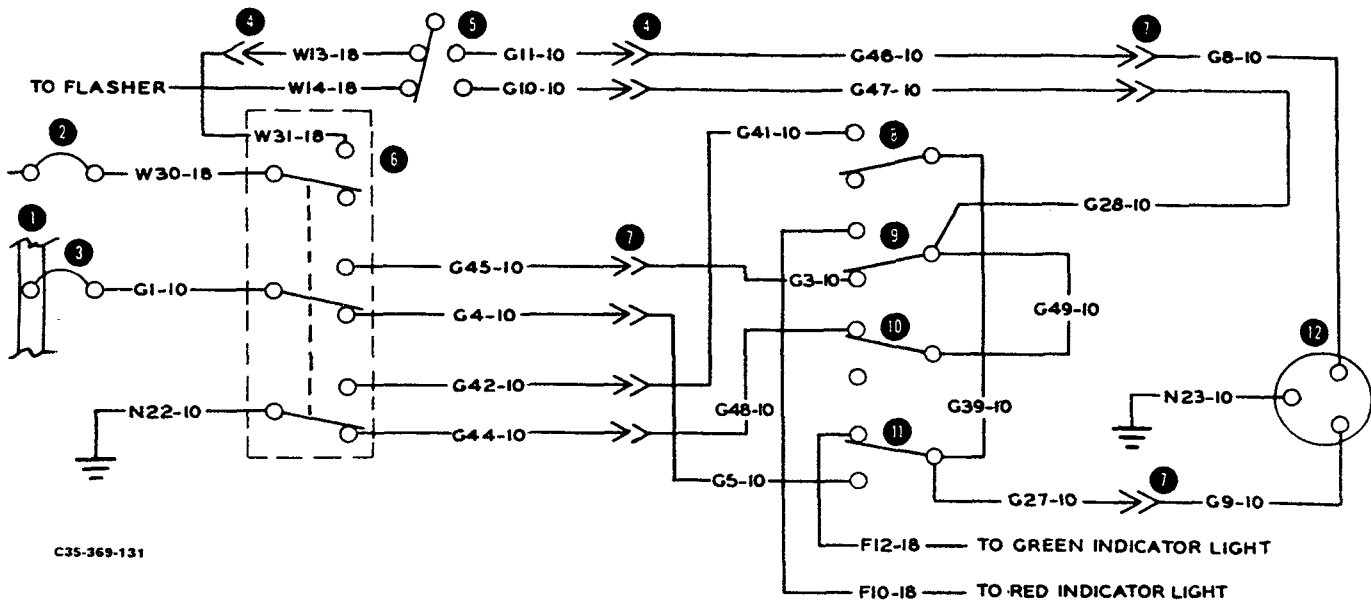 4 5 4 7
W13-18 G11-10 G46-10 G8-10
TO FLASHER W14-18 G10-10 G47-10
2 W31-18 6 G41-10 8
W30-18
G28-10
1 3 7 9
G45-10 G3-10
G1-10 G4-10 10 G49-10 12
G42-10
N22-10 G48-10 G39-10 N23-10
G44-10 11
G5-10 7
G27-10 G9-10
C35-369-131 F12-18 TO GREEN INDICATOR LIGHT
F10-18 TO RED INDICATOR LIGHT